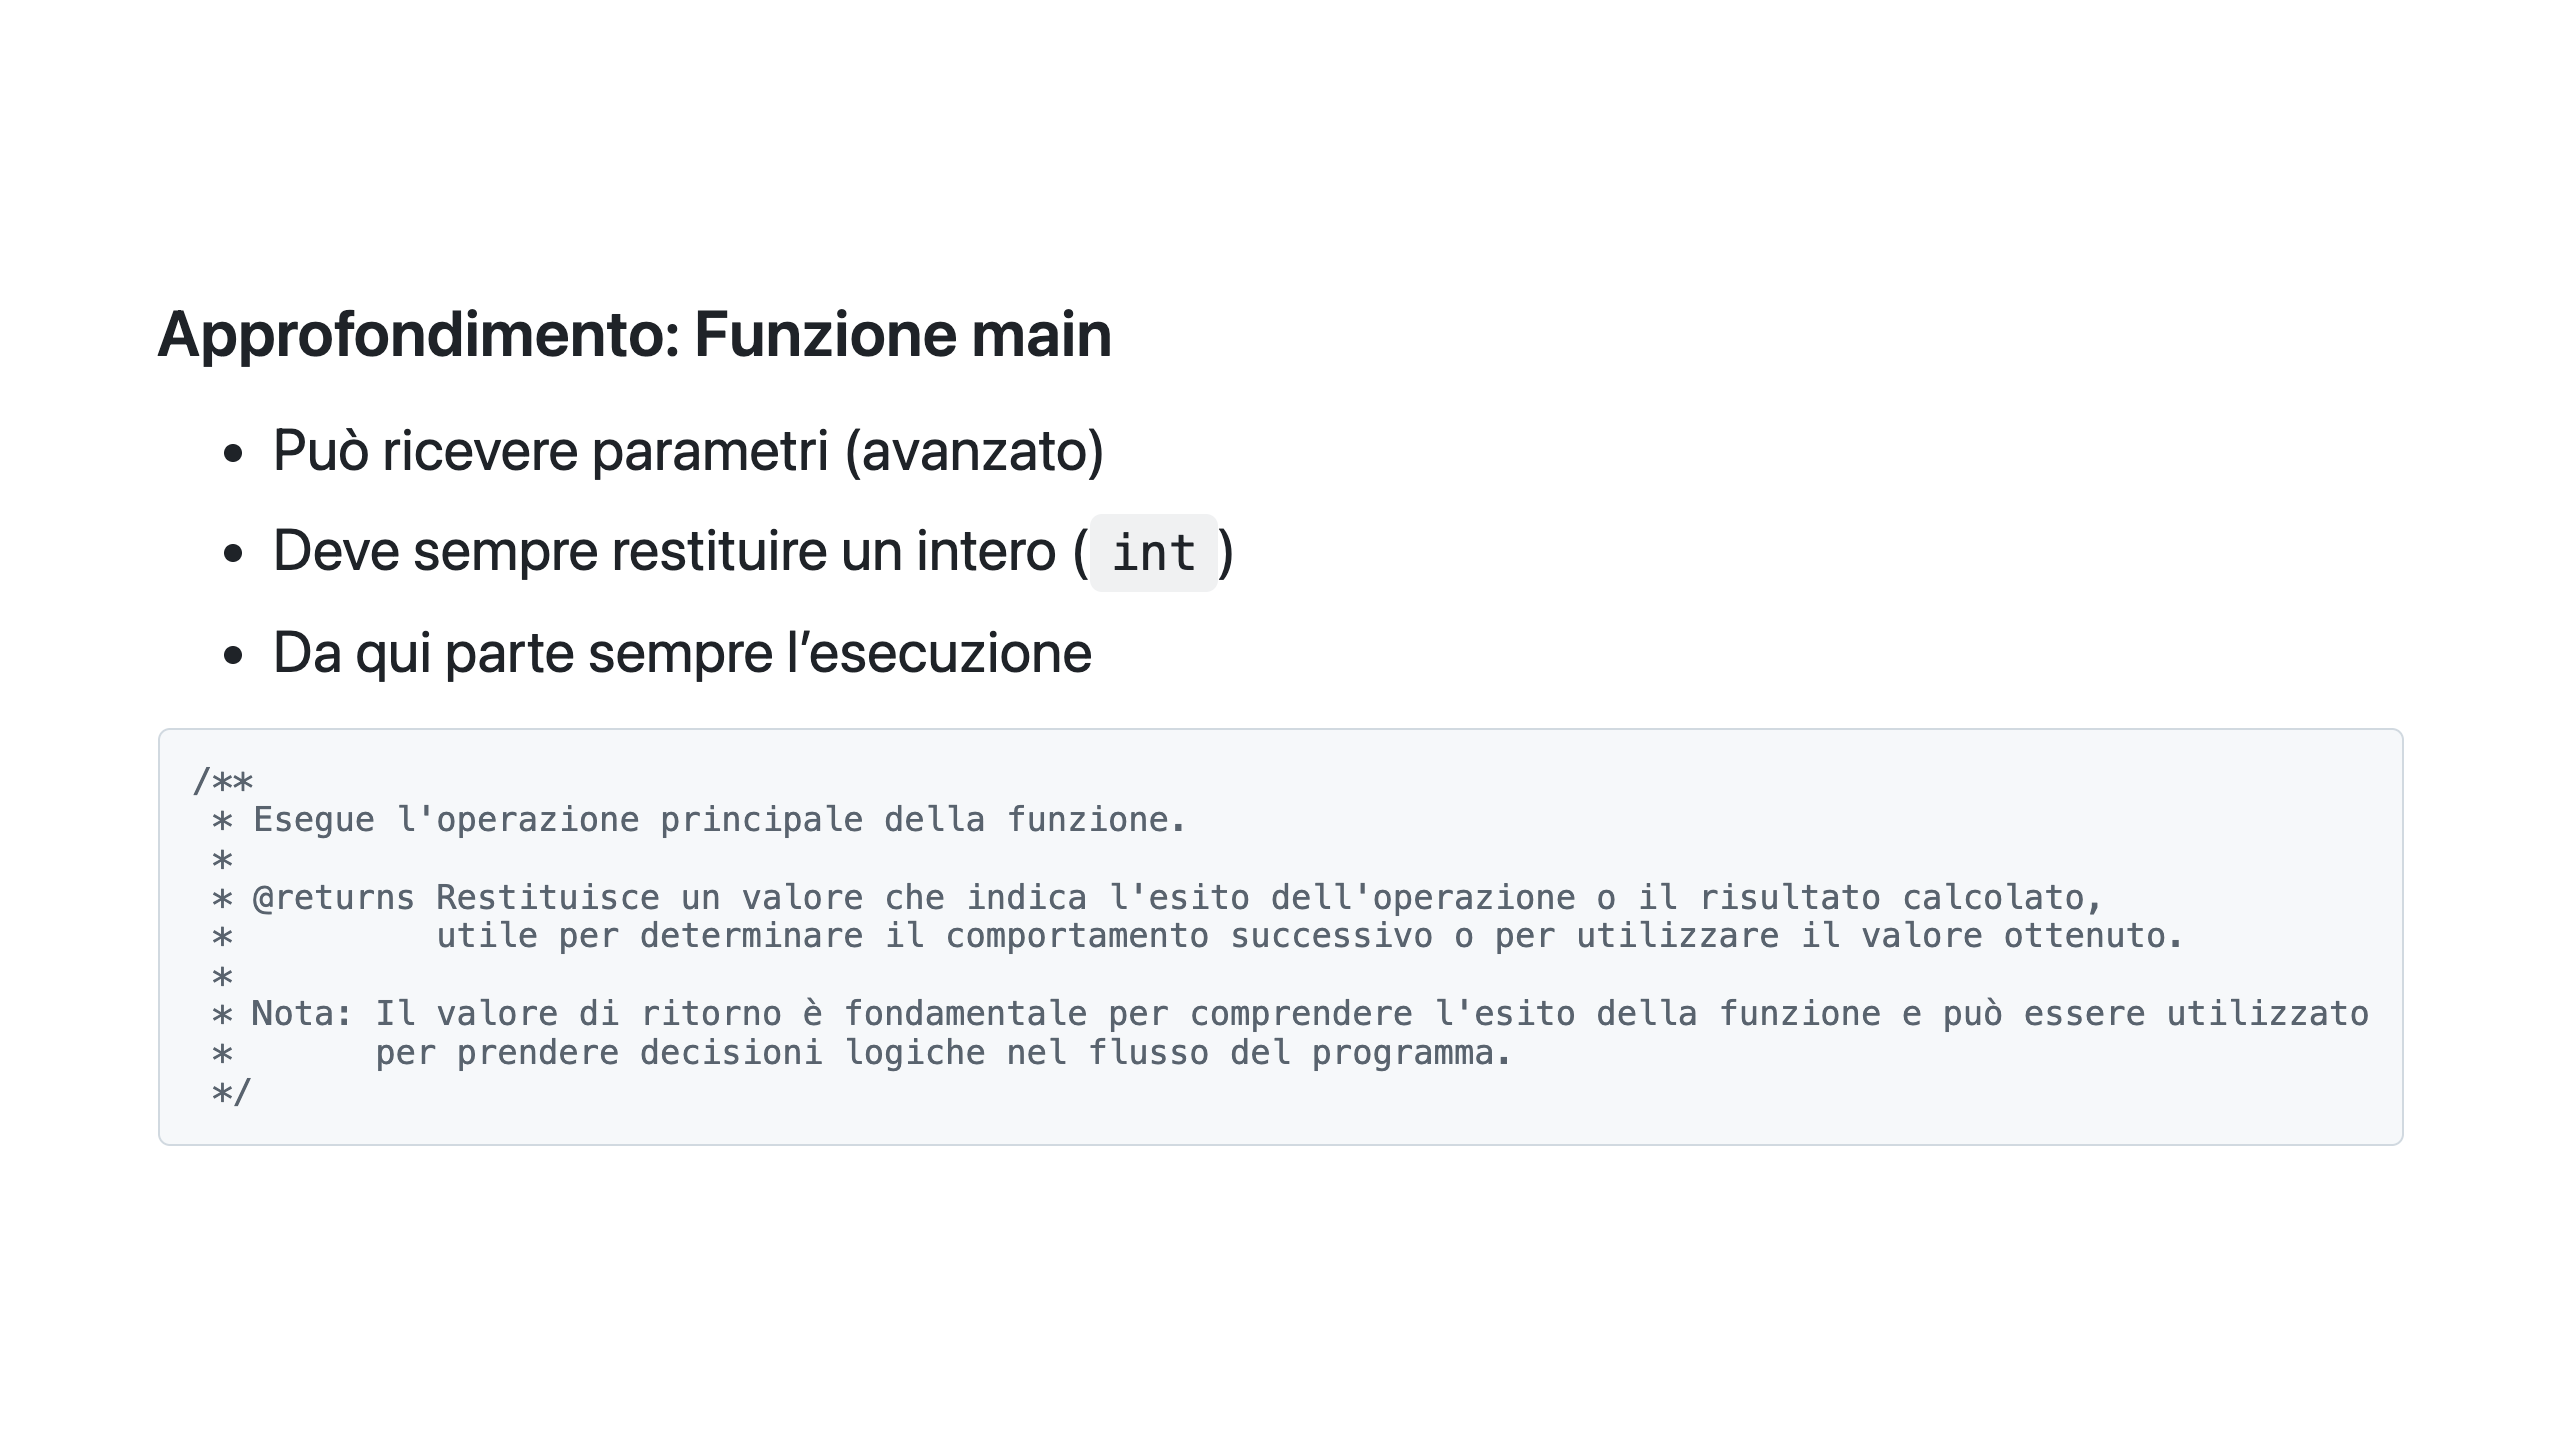 Approfondimento: Funzione main
• Può ricevere parametri (avanzato)
• Deve sempre restituire un intero ( int )
• Da qui parte sempre l’esecuzione
/**
 * Esegue l'operazione principale della funzione.
 *
 * @returns Restituisce un valore che indica l'esito dell'operazione o il risultato calcolato,
 *          utile per determinare il comportamento successivo o per utilizzare il valore ottenuto.
 *
 * Nota: Il valore di ritorno è fondamentale per comprendere l'esito della funzione e può essere utilizzato
 *       per prendere decisioni logiche nel flusso del programma.
 */